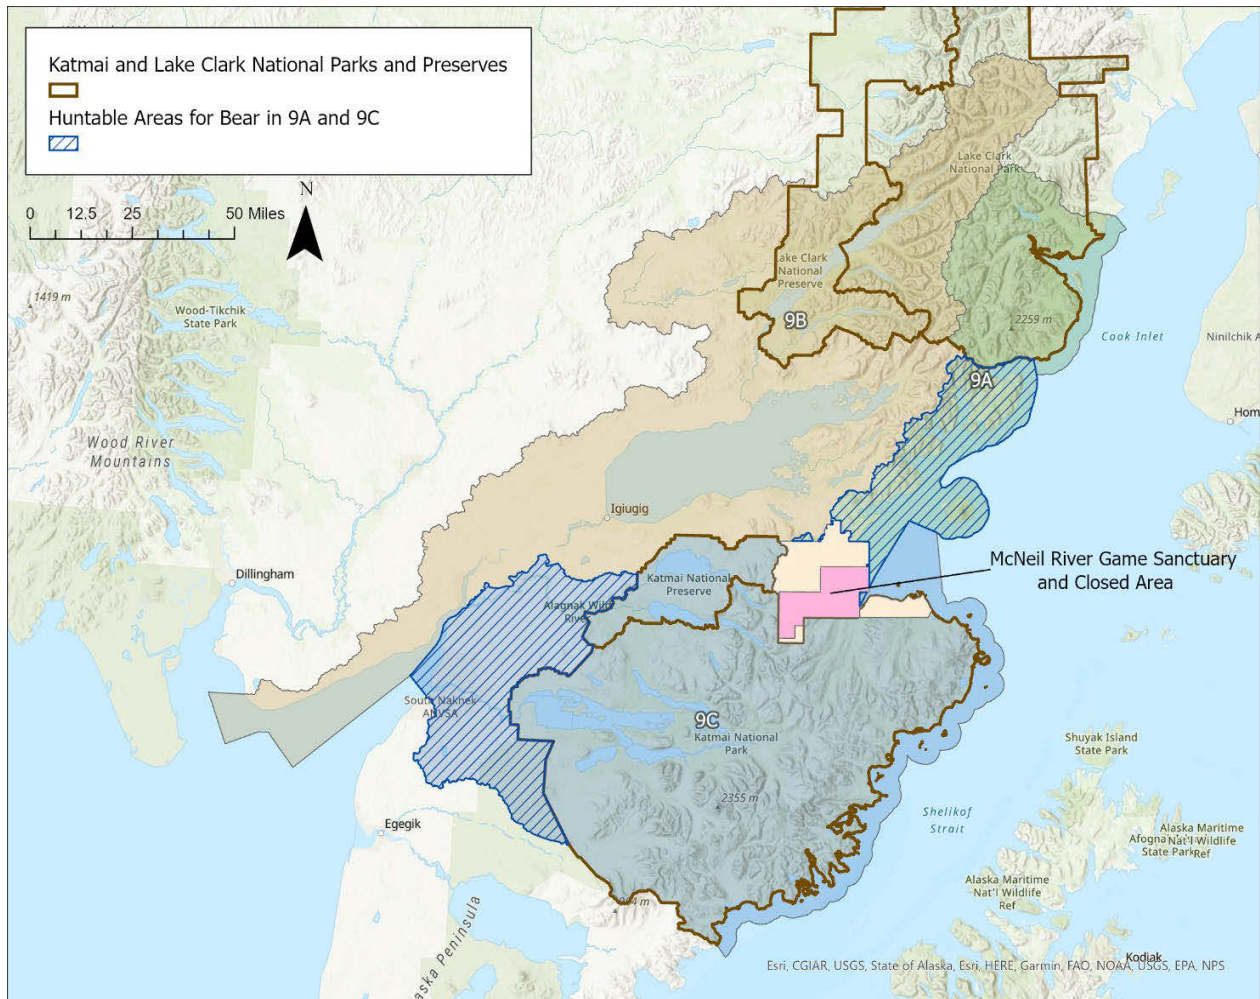 Katmai and Lake Clark National Parks and Preserves
Huntable Areas for Bear in 9A and 9C
N
0 12.5 25 50 Miles
Lake Clark
National Park
1419 m
Wood-Tikchik
State Park
Lake Clark
National
Preserve
9B
2259 m
Cook Inlet
Ninilchik A
9A
Hom
Wood River
Mountains
Igiugig
McNeil River Game Sanctuary
and Closed Area
Dillingham
Katmai National
Preserve
Alagnak Wild
River
South Naknek
ANVSA
9C
Katmai National
Park
Shuyak Island
State Park
2355 m
Shelikof
Strait
Egegik
Alaska Maritime
Nat'l Wildlife
Ref
Afogna
State Park
Alaska Maritime
Nat'l Wildlife
Ref
aska Peninsula
Kodiak
Esri, CGIAR, USGS, State of Alaska, Esri, HERE, Garmin, FAO, NOAA, USGS, EPA, NPS